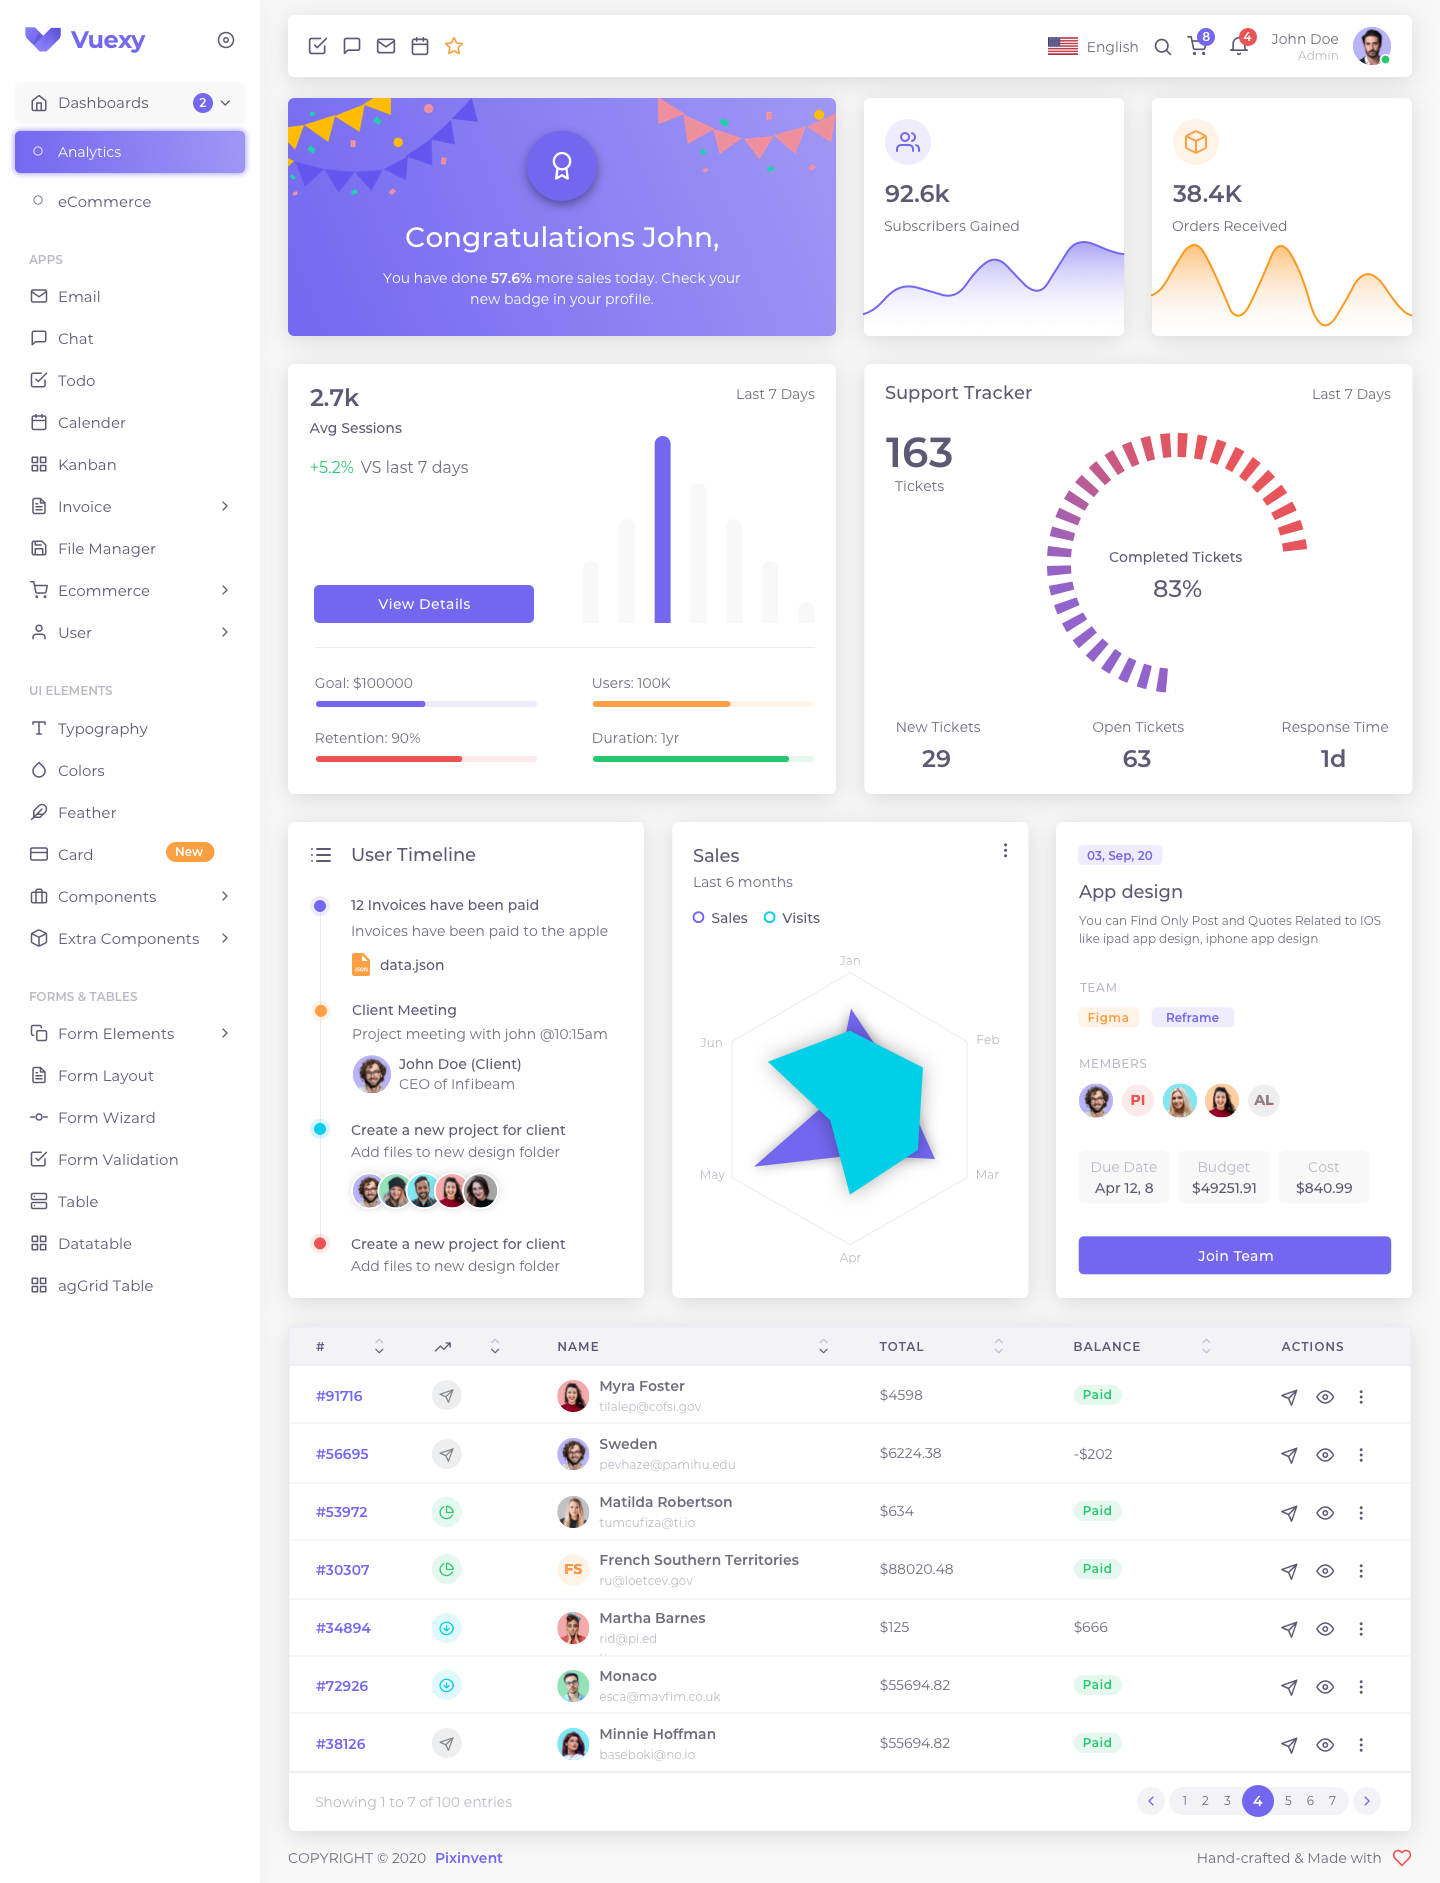 Vuexy
Dashboards 2
Analytics
eCommerce
APPS
Email
Chat
Todo
Calender
Kanban
Invoice
File Manager
Ecommerce
User
UI ELEMENTS
Typography
Colors
Feather
Card New
Components
Extra Components
FORMS & TABLES
Form Elements
Form Layout
Form Wizard
Form Validation
Table
Datatable
agGrid Table
English 8 4 John Doe
Admin
Congratulations John,
You have done 57.6% more sales today. Check your
new badge in your profile.
92.6k
Subscribers Gained
38.4K
Orders Received
2.7k
Last 7 Days
Avg Sessions
+5.2% VS last 7 days
View Details
Goal: $100000
Users: 100K
Retention: 90%
Duration: 1yr
Support Tracker
Last 7 Days
163
Tickets
Completed Tickets
83%
New Tickets
29
Open Tickets
63
Response Time
1d
User Timeline
12 Invoices have been paid
Invoices have been paid to the apple
JSON data.json
Client Meeting
Project meeting with john @10:15am
John Doe (Client)
CEO of Infibeam
Create a new project for client
Add files to new design folder
Create a new project for client
Add files to new design folder
Sales
Last 6 months
Sales Visits
Jan
Feb
Mar
Apr
May
Jun
03, Sep, 20
App design
You can Find Only Post and Quotes Related to IOS
like ipad app design, iphone app design
TEAM
Figma Reframe
MEMBERS
PI AL
Due Date
Apr 12, 8
Budget
$49251.91
Cost
$840.99
Join Team
# NAME TOTAL BALANCE ACTIONS
#91716 Myra Foster $4598 Paid
tilalep@cofsi.gov
#56695 Sweden $6224.38 -$202
pevhaze@pamihu.edu
#53972 Matilda Robertson $634 Paid
tumcufiza@ti.io
#30307 FS French Southern Territories $88020.48 Paid
ru@loetcev.gov
#34894 Martha Barnes $125 $666
rid@pi.ed
#72926 Monaco $55694.82 Paid
esca@mavfim.co.uk
#38126 Minnie Hoffman $55694.82 Paid
baseboki@no.io
Showing 1 to 7 of 100 entries
1 2 3 4 5 6 7
COPYRIGHT © 2020 Pixinvent
Hand-crafted & Made with